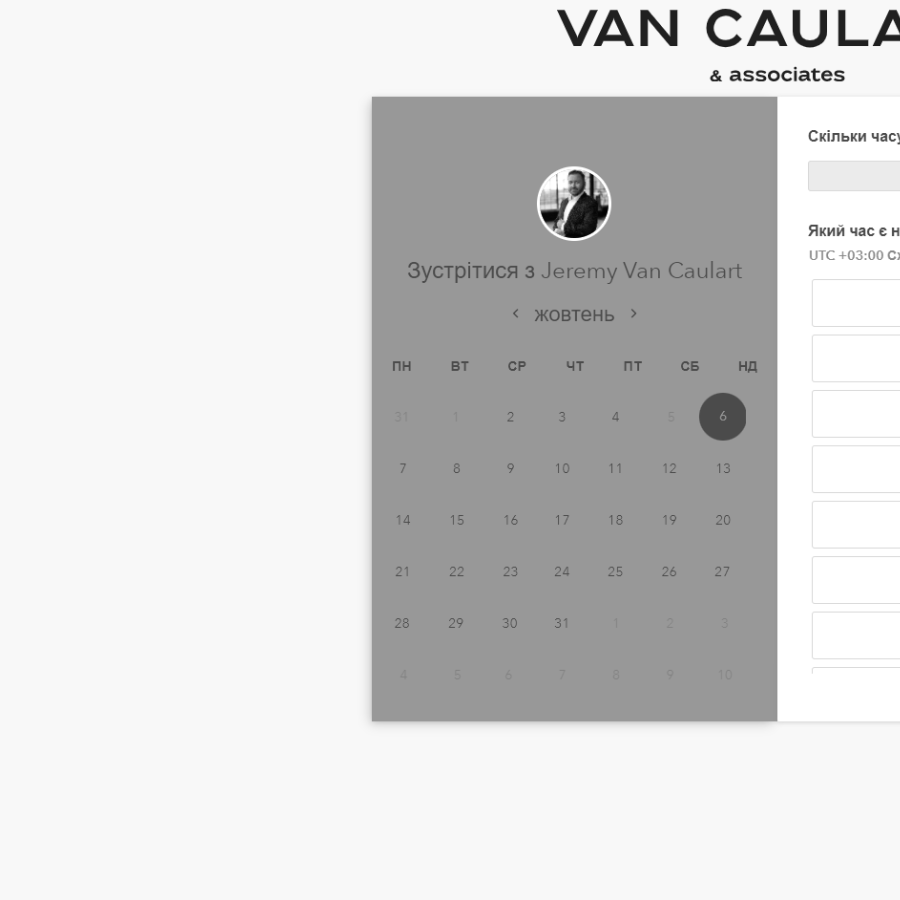 VAN CAULA
& associates
Скільки часу
Зустрітися з Jeremy Van Caulart
Який час є н
UTC +03:00 Сх
жовтень
ПН ВТ СР ЧТ ПТ СБ НД
31 1 2 3 4 5 6
7 8 9 10 11 12 13
14 15 16 17 18 19 20
21 22 23 24 25 26 27
28 29 30 31 1 2 3
4 5 6 7 8 9 10